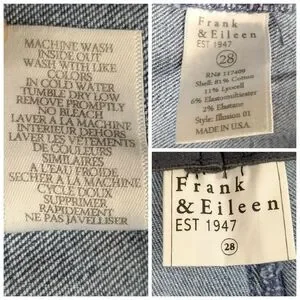 MACHINE WASH
INSIDE OUT
WASH WITH LIKE
COLORS
IN COLD WATER
TUMBLE DRY LOW
REMOVE PROMPTLY
NO BLEACH
LAVER A LA MACHINE
INTERIEUR DEHORS
LAVER LES VÊTEMENTS
DE COULEURS
SIMILAIRES
A L'EAU FROIDE
SECHER AU A MACHINE
CYCLE DOUX
SUPPRIMER
RAPIDEMENT
NE PAS JAVELLISER
Frank
& Eileen
EST 1947
28
RN# 117409
Shell: 81% Cotton
11% Lyocell
6% Elastomultiester
2% Elastane
Style: Illusion 01
MADE IN U.S.A.
Frank
& Eileen
EST 1947
28